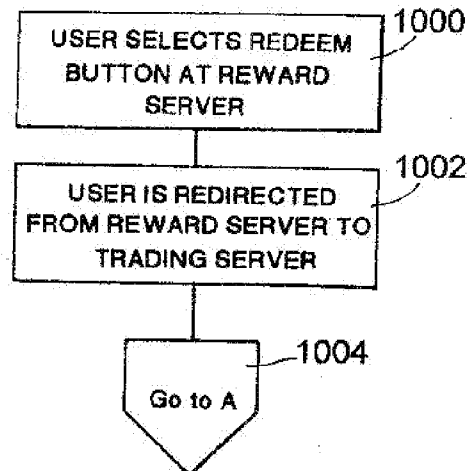 USER SELECTS REDEEM
BUTTON AT REWARD
SERVER
1000
USER IS REDIRECTED
FROM REWARD SERVER TO
TRADING SERVER
1002
Go to A
1004